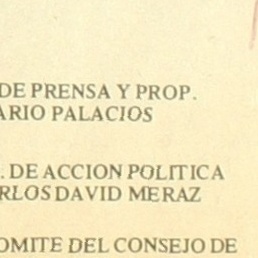 DE PRENSA Y PROP.
ARIO PALACIOS
. DE ACCION POLITICA
RLOS DAVID MERAZ
OMITE DEL CONSEJO DE